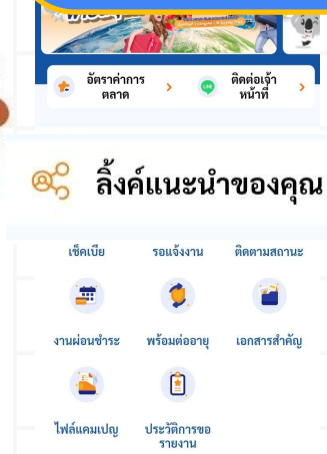 อัตราค่าการ
ตลาด
ติดต่อเจ้า
หน้าที่
ลิ้งค์แนะนำของคุณ
เช็คเบี้ย
รอแจ้งงาน
ติดตามสถานะ
งานผ่อนชำระ
พร้อมต่ออายุ
เอกสารสำคัญ
ไฟล์แคมเปญ
ประวัติการขอ
รายงาน